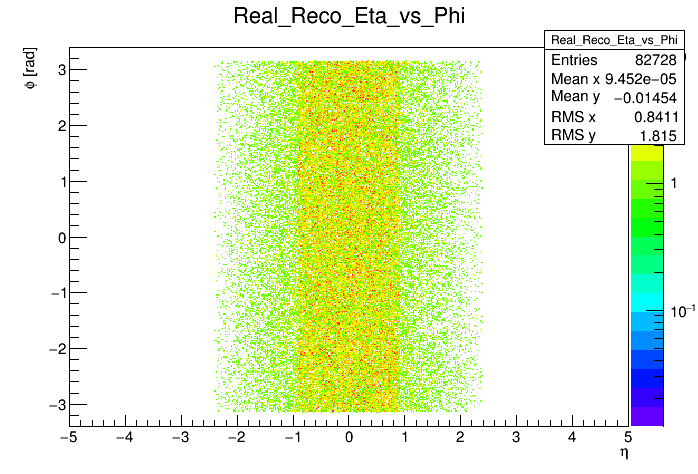 Real_Reco_Eta_vs_Phi
Real_Reco_Eta_vs_Phi
Entries 82728
Mean x 9.452e−05
Mean y −0.01454
RMS x 0.8411
RMS y 1.815
ϕ [rad]
3
2
1
0
−1
−2
−3
−5 −4 −3 −2 −1 0 1 2 3 4 5
η
1
10−1